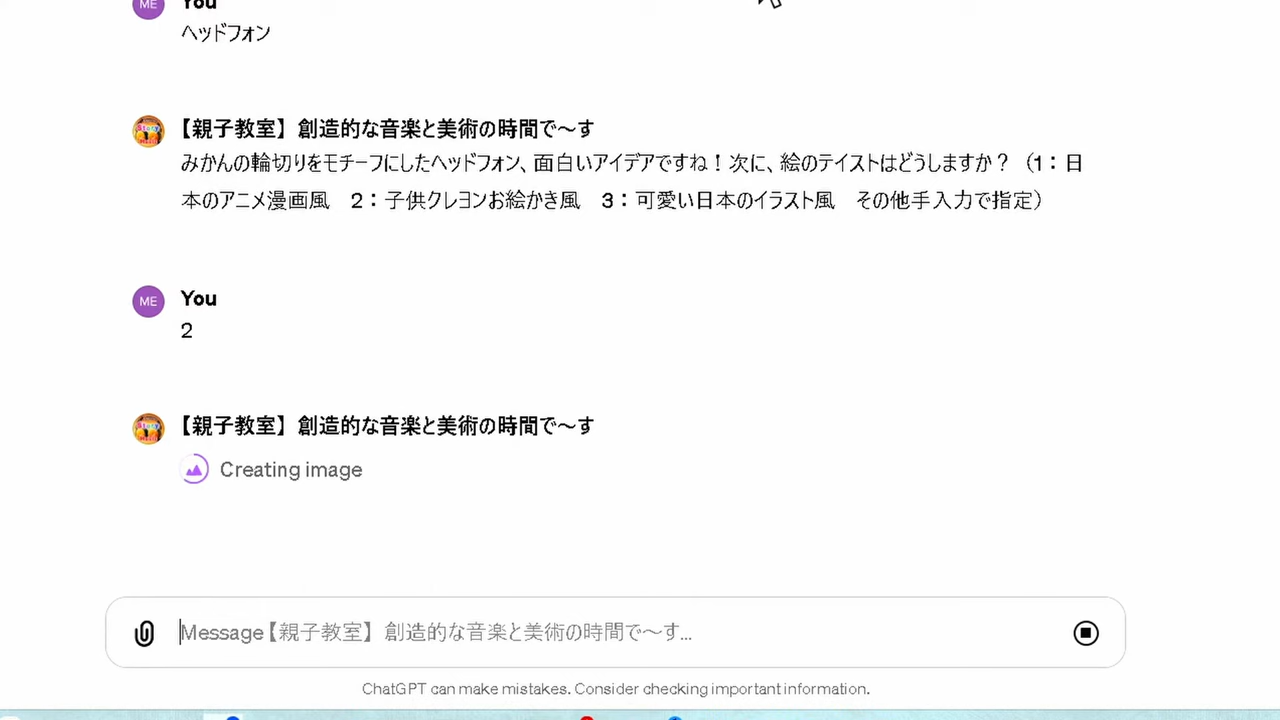 ME
You
ヘッドフォン
【親子教室】創造的な音楽と美術の時間で〜す
みかんの輪切りをモチーフにしたヘッドフォン、面白いアイデアですね！次に、絵のテイストはどうしますか？（1：日
本のアニメ漫画風　2：子供クレヨンお絵かき風　3：可愛い日本のイラスト風　その他手入力で指定）
ME
You
2
【親子教室】創造的な音楽と美術の時間で〜す
Creating image
Message【親子教室】創造的な音楽と美術の時間で〜す...
ChatGPT can make mistakes. Consider checking important information.